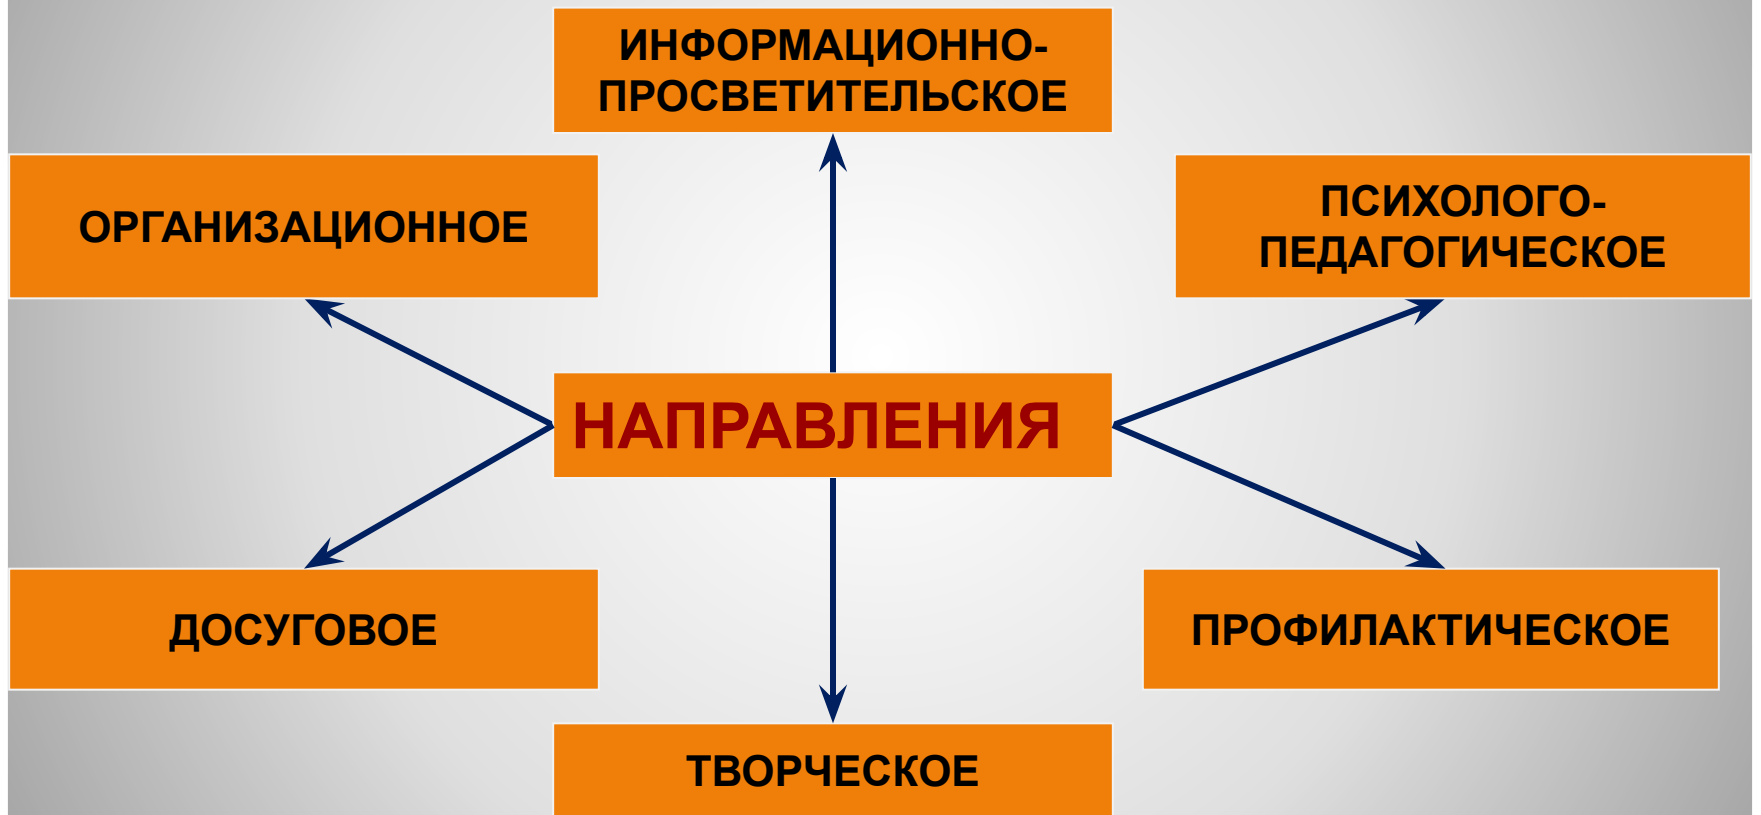 ИНФОРМАЦИОННО-
ПРОСВЕТИТЕЛЬСКОЕ
ОРГАНИЗАЦИОННОЕ
ПСИХОЛОГО-
ПЕДАГОГИЧЕСКОЕ
НАПРАВЛЕНИЯ
ДОСУГОВОЕ
ПРОФИЛАКТИЧЕСКОЕ
ТВОРЧЕСКОЕ